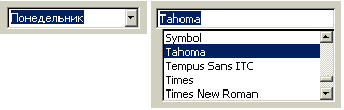 Понедельник
Tahoma
Symbol
Tahoma
Tempus Sans ITC
Times
Times New Roman